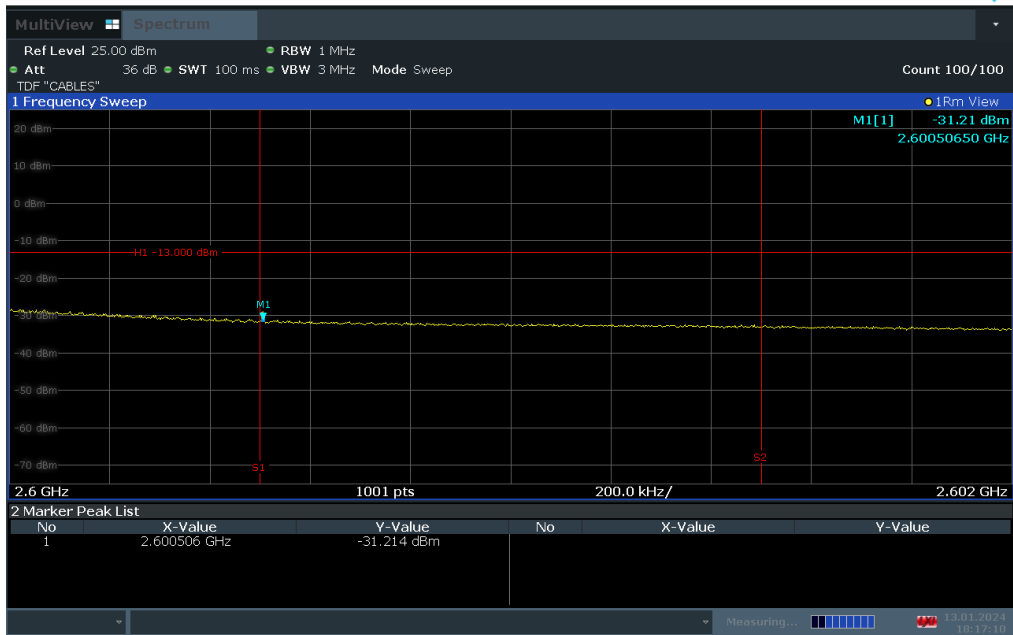 MultiView Spectrum
Ref Level 25.00 dBm RBW 1 MHz
Att 36 dB SWT 100 ms VBW 3 MHz Mode Sweep Count 100/100
TDF "CABLES"
1 Frequency Sweep 1Rm View
M1[1] -31.21 dBm
2.60050650 GHz
20 dBm
10 dBm
0 dBm
-10 dBm
H1 -13.000 dBm
-20 dBm
M1
-30 dBm
-40 dBm
-50 dBm
-60 dBm
S2
-70 dBm
S1
2.6 GHz 1001 pts 200.0 kHz/ 2.602 GHz
2 Marker Peak List
No X-Value Y-Value No X-Value Y-Value
1 2.600506 GHz -31.214 dBm
Measuring... 13.01.2024
18:17:10